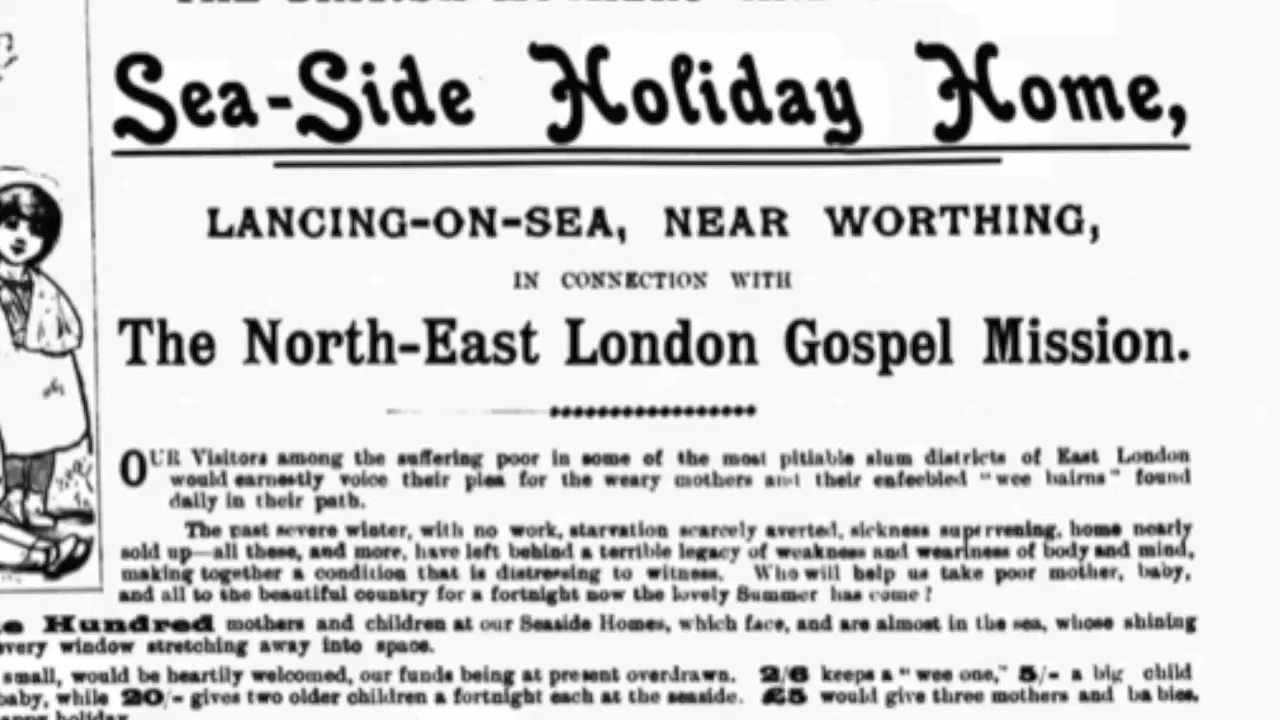 Sea-Side Holiday Home,
LANCING-ON-SEA, NEAR WORTHING,
IN CONNECTION WITH
The North-East London Gospel Mission.
OUR Visitors among the suffering poor in some of the most pitiable slum districts of East London
would earnestly voice their plea for the weary mothers and their enfeebled "wee bairns" found
daily in their path.
The past severe winter, with no work, starvation scarcely averted, sickness supervening, home nearly
sold up—all these, and more, have left behind a terrible legacy of weakness and weariness of body and mind,
making together a condition that is distressing to witness. Who will help us take poor mother, baby,
and all to the beautiful country for a fortnight now the lovely Summer has come?
Hundred mothers and children at our Seaside Homes, which face, and are almost in the sea, whose shining
every window stretching away into space.
small, would be heartily welcomed, our funds being at present overdrawn. 2/6 keeps a "wee one," 5/- a big child
baby, while 20/- gives two older children a fortnight each at the seaside. £5 would give three mothers and babies,
holiday